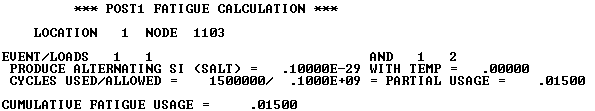 *** POST1 FATIGUE CALCULATION ***
LOCATION 1 NODE 1103
EVENT/LOADS 1 1 AND 1 2
PRODUCE ALTERNATING SI (SALT) = .10000E-29 WITH TEMP = .00000
CYCLES USED/ALLOWED = 1500000/ .1000E+09 = PARTIAL USAGE = .01500
CUMULATIVE FATIGUE USAGE = .01500